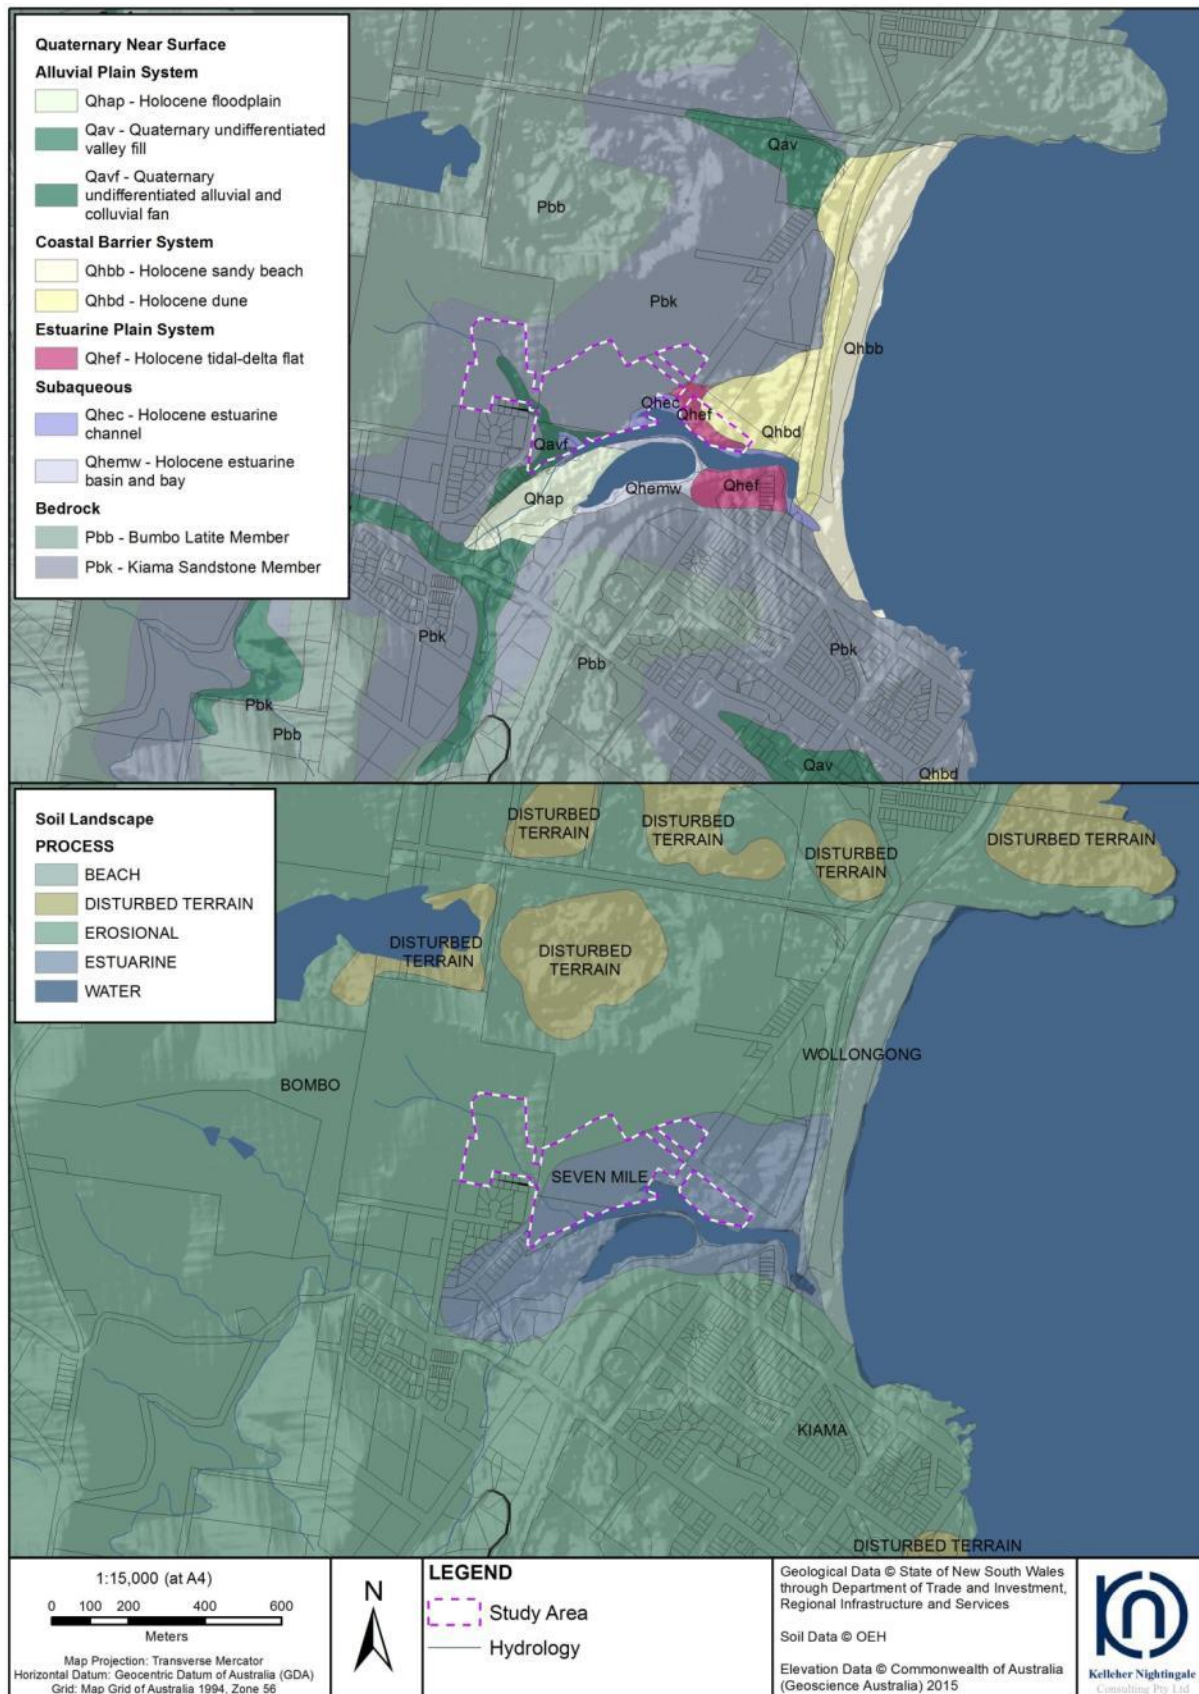 Quaternary Near Surface
Alluvial Plain System
Qhap - Holocene floodplain
Qav - Quaternary undifferentiated
valley fill
Qavf - Quaternary
undifferentiated alluvial and
colluvial fan
Coastal Barrier System
Qhbb - Holocene sandy beach
Qhbd - Holocene dune
Estuarine Plain System
Qhef - Holocene tidal-delta flat
Subaqueous
Qhec - Holocene estuarine
channel
Qhemw - Holocene estuarine
basin and bay
Bedrock
Pbb - Bumbo Latite Member
Pbk - Kiama Sandstone Member
Qav
Pbb
Pbk
Qhbb
Qhec
Qhef
Qhbd
Qavf
Qhap
Qhemw
Qhef
Pbk
Pbb
Pbk
Pbk
Pbb
Qav
Qhbd
Soil Landscape
PROCESS
BEACH
DISTURBED TERRAIN
EROSIONAL
ESTUARINE
WATER
DISTURBED
TERRAIN
DISTURBED
TERRAIN
DISTURBED
TERRAIN
DISTURBED TERRAIN
DISTURBED
TERRAIN
DISTURBED
TERRAIN
WOLLONGONG
BOMBO
SEVEN MILE
KIAMA
DISTURBED TERRAIN
1:15,000 (at A4)
0 100 200 400 600
Meters
Map Projection: Transverse Mercator
Horizontal Datum: Geocentric Datum of Australia (GDA)
Grid: Map Grid of Australia 1994, Zone 56
N
LEGEND
Study Area
Hydrology
Geological Data © State of New South Wales
through Department of Trade and Investment,
Regional Infrastructure and Services
Soil Data © OEH
Elevation Data © Commonwealth of Australia
(Geoscience Australia) 2015
Kelleher Nightingale
Consulting Pty Ltd